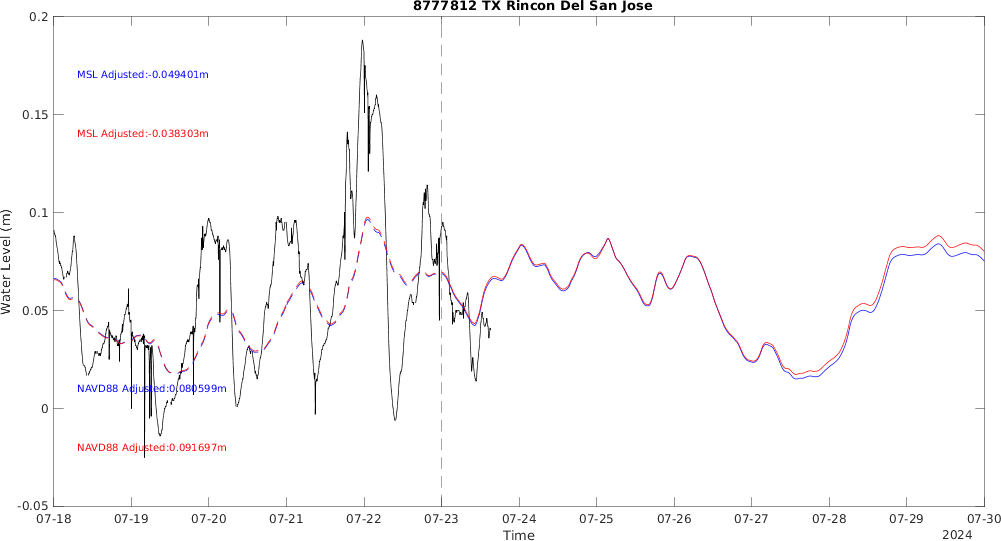 8777812 TX Rincon Del San Jose
0.2
MSL Adjusted:-0.049401m
0.15
MSL Adjusted:-0.038303m
0.1
Water Level (m)
0.05
NAVD88 Adjusted:0.080599m
0
NAVD88 Adjusted:0.091697m
-0.05
07-18 07-19 07-20 07-21 07-22 07-23 07-24 07-25 07-26 07-27 07-28 07-29 07-30
Time
2024